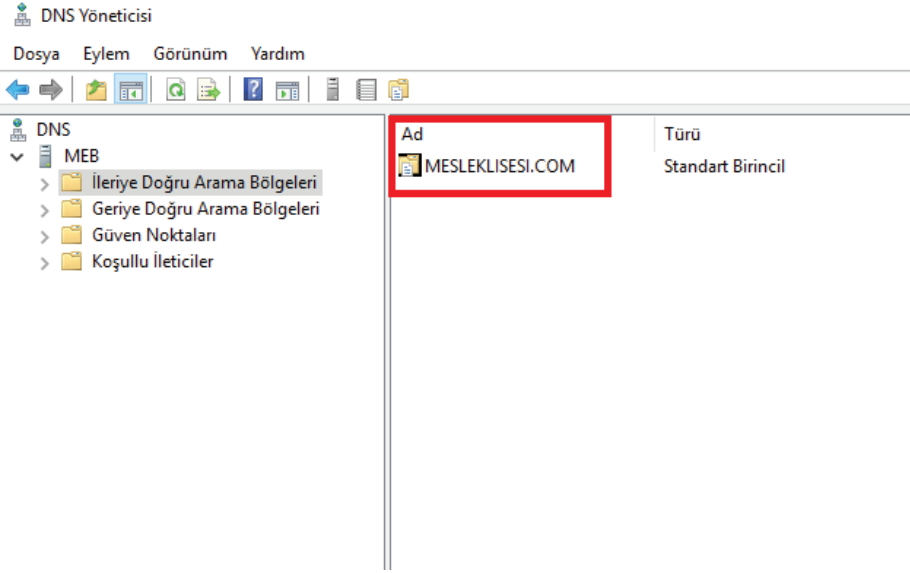 DNS Yöneticisi
Dosya Eylem Görünüm Yardım
DNS
MEB
İleriye Doğru Arama Bölgeleri
Geriye Doğru Arama Bölgeleri
Güven Noktaları
Koşullu İleticiler
Ad Türü
MESLEKLISESI.COM Standart Birincil